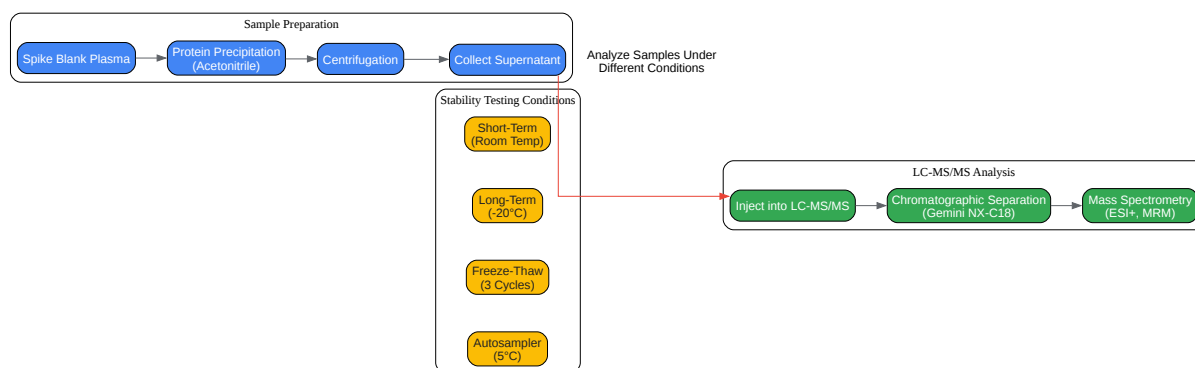 Sample Preparation
Spike Blank Plasma
Protein Precipitation
(Acetonitrile)
Centrifugation
Collect Supernatant
Analyze Samples Under
Different Conditions
Stability Testing Conditions
Short-Term
(Room Temp)
Long-Term
(-20°C)
Freeze-Thaw
(3 Cycles)
Autosampler
(5°C)
LC-MS/MS Analysis
Inject into LC-MS/MS
Chromatographic Separation
(Gemini NX-C18)
Mass Spectrometry
(ESI+, MRM)